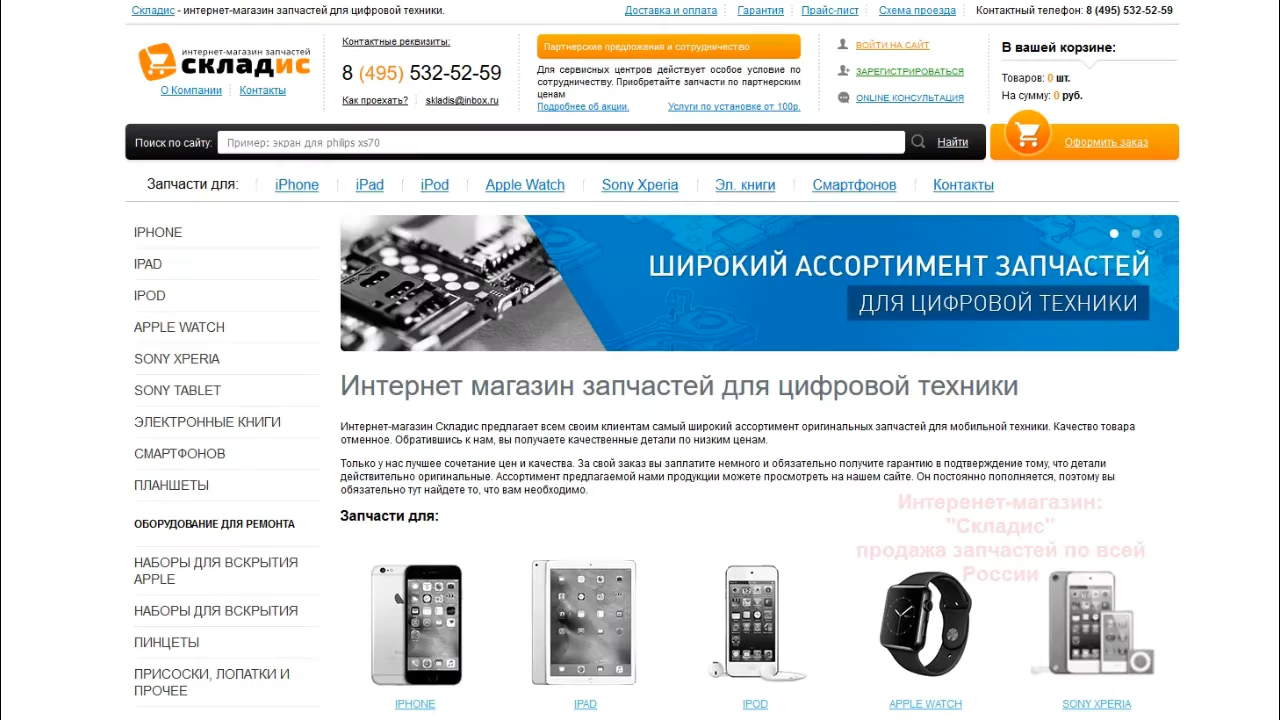 Складис - интернет-магазин запчастей для цифровой техники.
Доставка и оплата
Гарантия
Прайс-лист
Схема проезда
Контактный телефон: 8 (495) 532-52-59
интернет-магазин запчастей
складис
О Компании
Контакты
Контактные реквизиты:
8 (495) 532-52-59
Как проехать?
skladis@inbox.ru
Партнерские предложения и сотрудничество
Для сервисных центров действует особое условие по
сотрудничеству. Приобретайте запчасти по партнерским
ценам
Подробнее об акции.
Услуги по установке от 100р.
ВОЙТИ НА САЙТ
ЗАРЕГИСТРИРОВАТЬСЯ
ONLINE КОНСУЛЬТАЦИЯ
В вашей корзине:
Товаров: 0 шт.
На сумму: 0 руб.
Поиск по сайту:
Пример: экран для philips xs70
Найти
Оформить заказ
Запчасти для:
iPhone
iPad
iPod
Apple Watch
Sony Xperia
Эл. книги
Смартфонов
Контакты
IPHONE
IPAD
IPOD
APPLE WATCH
SONY XPERIA
SONY TABLET
ЭЛЕКТРОННЫЕ КНИГИ
СМАРТФОНОВ
ПЛАНШЕТЫ
ОБОРУДОВАНИЕ ДЛЯ РЕМОНТА
НАБОРЫ ДЛЯ ВСКРЫТИЯ
APPLE
НАБОРЫ ДЛЯ ВСКРЫТИЯ
ПИНЦЕТЫ
ПРИСОСКИ, ЛОПАТКИ И
ПРОЧЕЕ
ШИРОКИЙ АССОРТИМЕНТ ЗАПЧАСТЕЙ
ДЛЯ ЦИФРОВОЙ ТЕХНИКИ
Интернет магазин запчастей для цифровой техники
Интернет-магазин Складис предлагает всем своим клиентам самый широкий ассортимент оригинальных запчастей для мобильной техники. Качество товара
отменное. Обратившись к нам, вы получаете качественные детали по низким ценам.
Только у нас лучшее сочетание цен и качества. За свой заказ вы заплатите немного и обязательно получите гарантию в подтверждение тому, что детали
действительно оригинальные. Ассортимент предлагаемой нами продукции можете просмотреть на нашем сайте. Он постоянно пополняется, поэтому вы
обязательно тут найдете то, что вам необходимо.
Интеренет-магазин:
"Складис"
продажа запчастей по всей
России
Запчасти для:
IPHONE
IPAD
IPOD
APPLE WATCH
SONY XPERIA